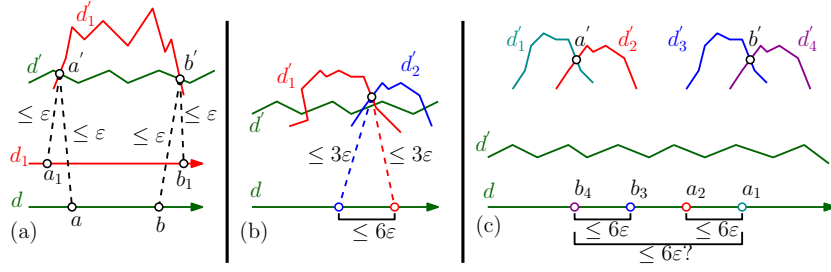 d′₁
d′
a′
b′
≤ ε
≤ ε
≤ ε
≤ ε
d₁
a₁
b₁
d
a
b
(a)
d′₁
d′₂
d′
≤ 3ε
≤ 3ε
d
≤ 6ε
(b)
d′₁ a′ d′₂ d′₃ b′ d′₄
d′
d
b₄ b₃ a₂ a₁
≤ 6ε ≤ 6ε
≤ 6ε?
(c)